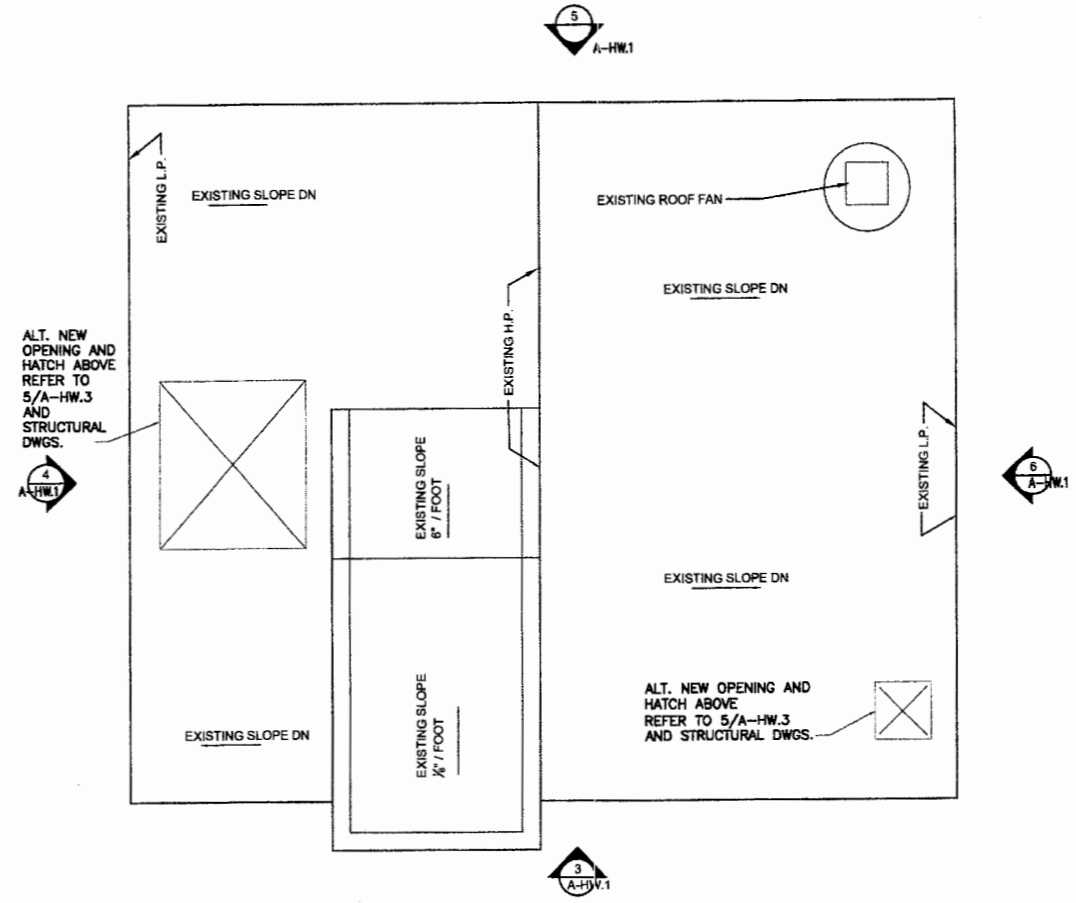 5
A-HW.1
EXISTING L.P.
EXISTING SLOPE DN
EXISTING ROOF FAN
EXISTING SLOPE DN
EXISTING H.P.
ALT. NEW
OPENING AND
HATCH ABOVE
REFER TO
5/A-HW.3
AND
STRUCTURAL
DWGS.
4
A-HW.1
EXISTING SLOPE
6" / FOOT
EXISTING L.P.
6
A-HW.1
EXISTING SLOPE DN
EXISTING SLOPE
⅛" / FOOT
ALT. NEW OPENING AND
HATCH ABOVE
REFER TO 5/A-HW.3
AND STRUCTURAL DWGS.
EXISTING SLOPE DN
3
A-HW.1